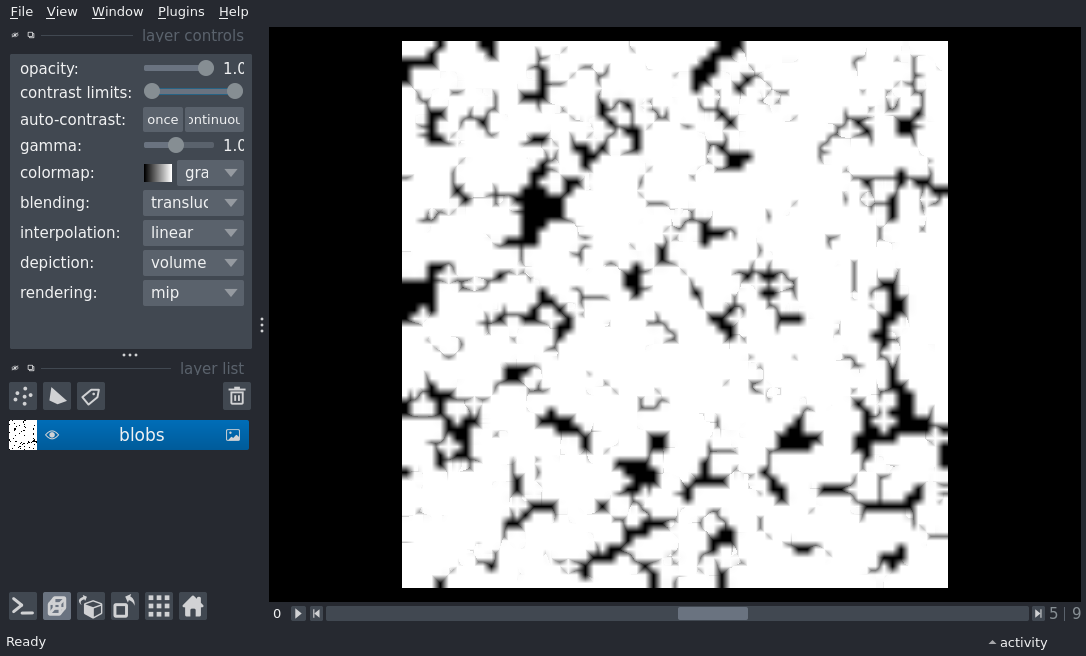 File View Window Plugins Help
layer controls
opacity: 1.0
contrast limits:
auto-contrast: once ontinuou
gamma: 1.0
colormap: gra
blending: transluc
interpolation: linear
depiction: volume
rendering: mip
layer list
blobs
0 5 | 9
Ready activity